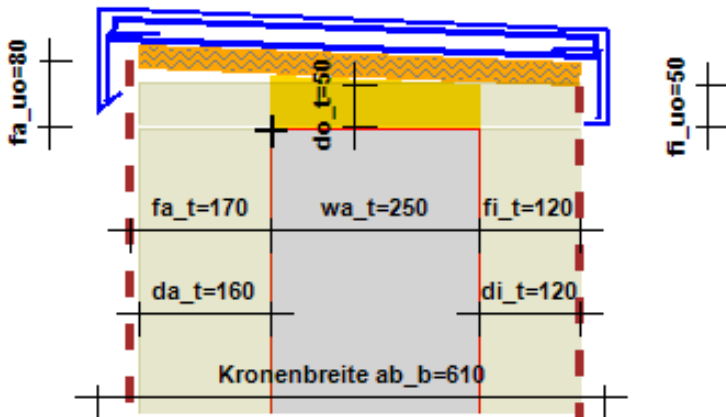 fa_uo=80
do_t=50
fi_uo=50
fa_t=170
wa_t=250
fi_t=120
da_t=160
di_t=120
Kronenbreite ab_b=610